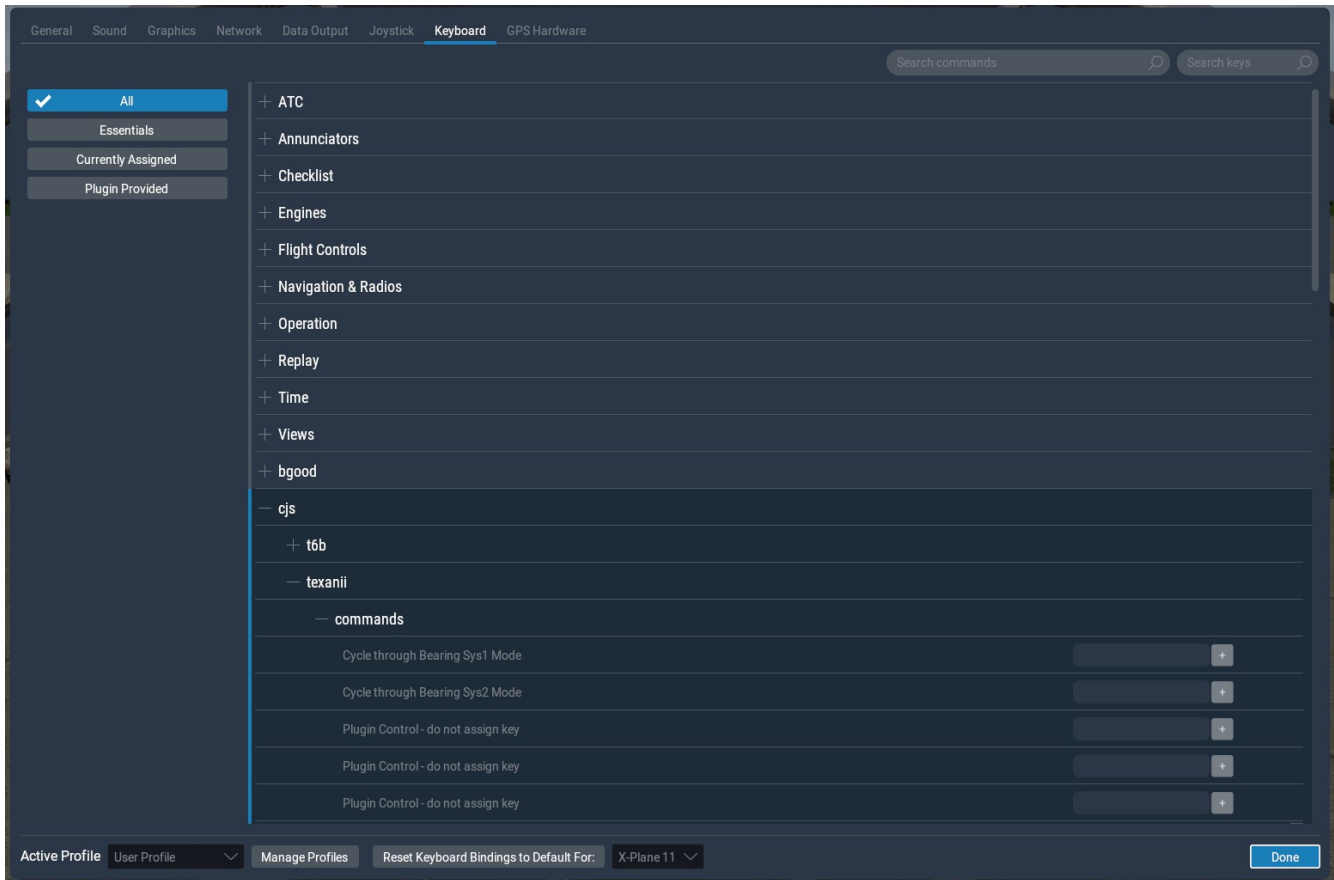 General Sound Graphics Network Data Output Joystick Keyboard GPS Hardware
Search commands Search keys
All
Essentials
Currently Assigned
Plugin Provided
+ ATC
+ Annunciators
+ Checklist
+ Engines
+ Flight Controls
+ Navigation & Radios
+ Operation
+ Replay
+ Time
+ Views
+ bgood
— cjs
+ t6b
— texanii
— commands
Cycle through Bearing Sys1 Mode +
Cycle through Bearing Sys2 Mode +
Plugin Control - do not assign key +
Plugin Control - do not assign key +
Plugin Control - do not assign key +
Active Profile User Profile Manage Profiles Reset Keyboard Bindings to Default For: X-Plane 11 Done